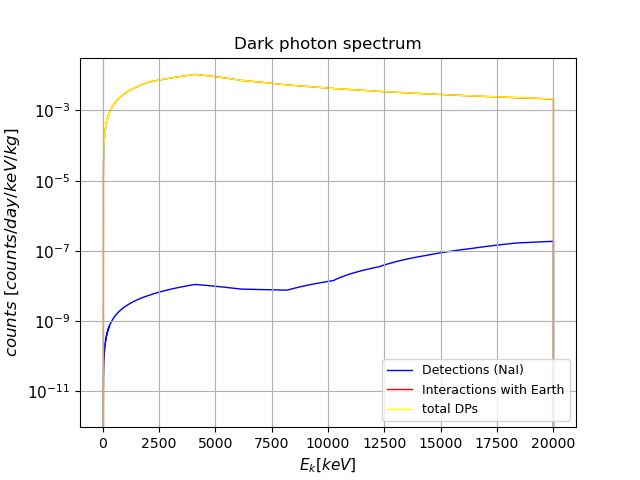 Dark photon spectrum
counts [counts/day/keV/kg]
10⁻³
10⁻⁵
10⁻⁷
10⁻⁹
10⁻¹¹
Detections (NaI)
Interactions with Earth
total DPs
0 2500 5000 7500 10000 12500 15000 17500 20000
Eₖ[keV]